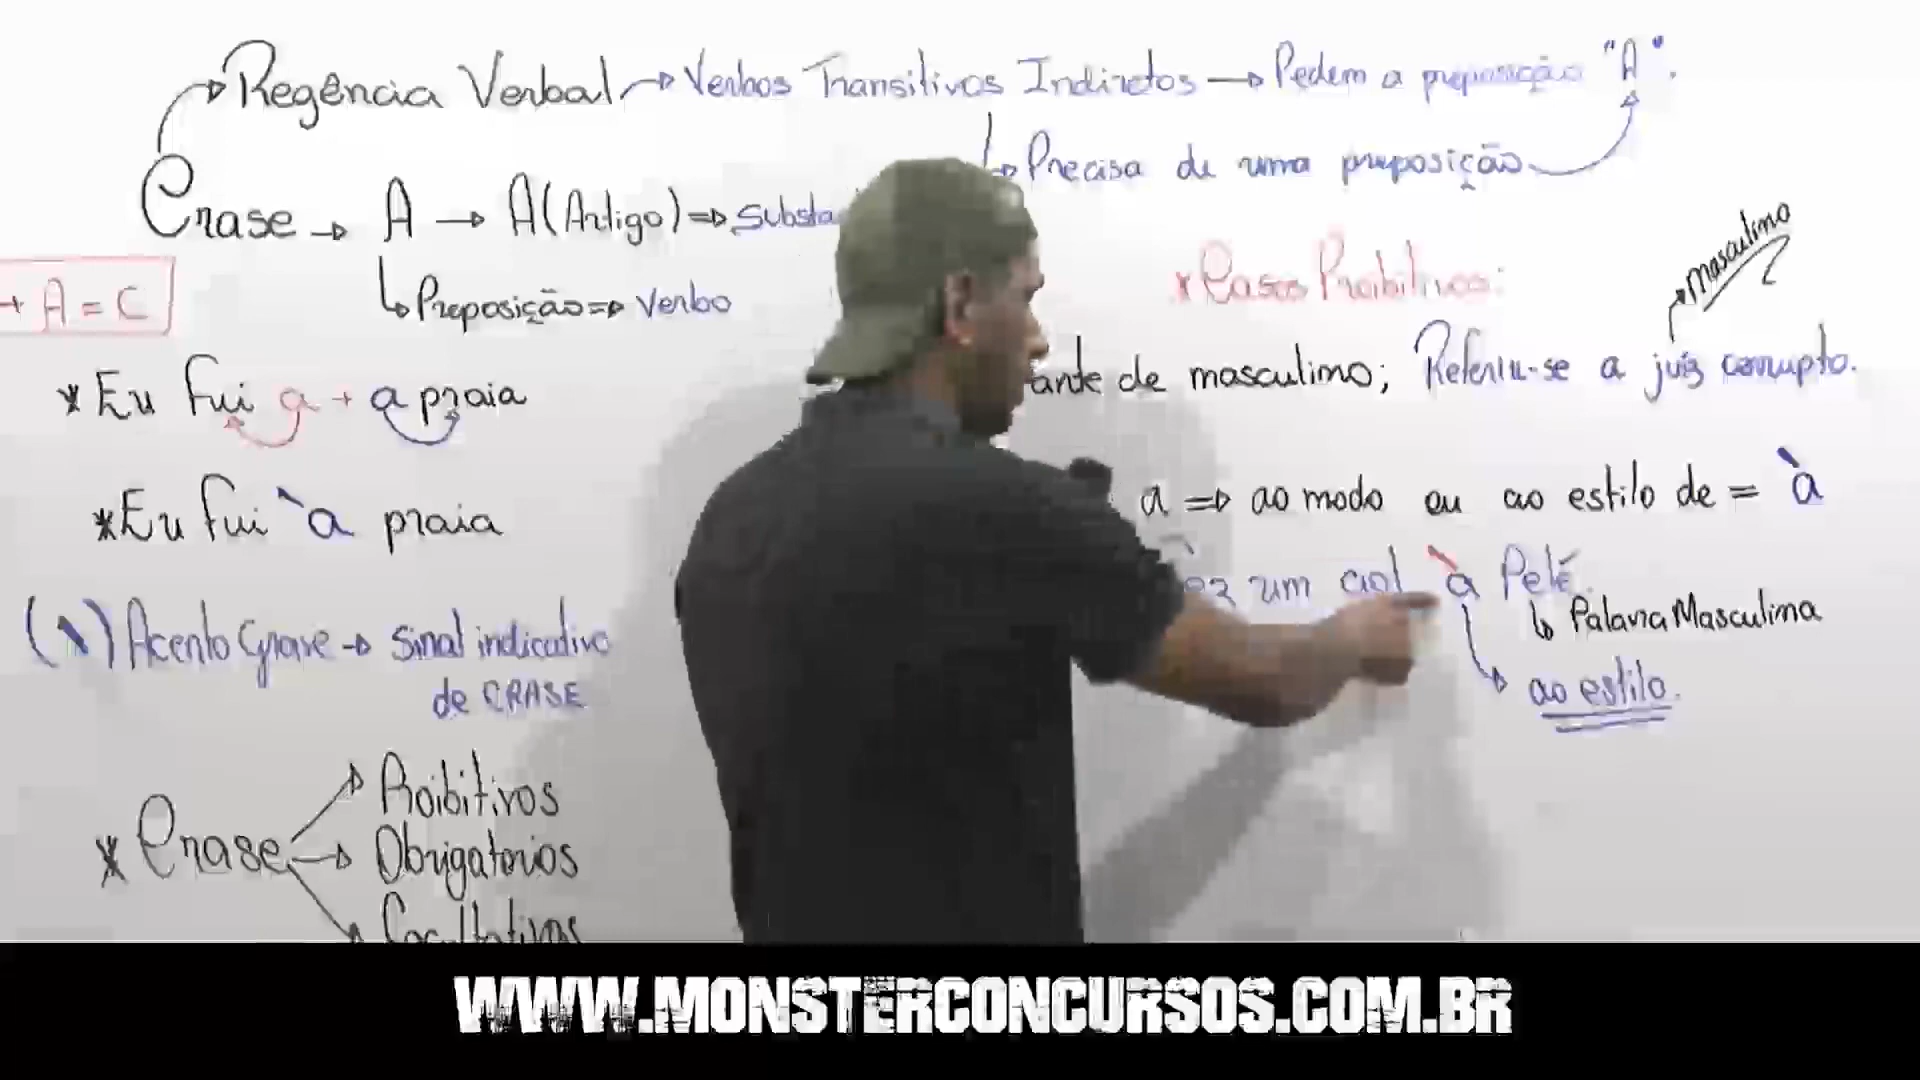 Regência Verbal → Verbos Transitivos Indiretos → Pedem a preposição "A".
↳ Precisa de uma preposição
Crase → A → A (Artigo) ⇒ Substa
↳ Preposição ⇒ Verbo
+ A = C
* Eu fui a + a praia
* Eu fui à praia
(\) Acento Grave → Sinal indicativo
de CRASE
* Crase → Proibitivos
→ Obrigatórios
→ Facultativos
* Casos Proibitivos:
masculino
ante de masculino; Referiu-se a juiz corrupto.
a ⇒ ao modo ou ao estilo de = à
ez um gol à Pelé.
↳ Palavra Masculina
ao estilo.
WWW.MONSTERCONCURSOS.COM.BR